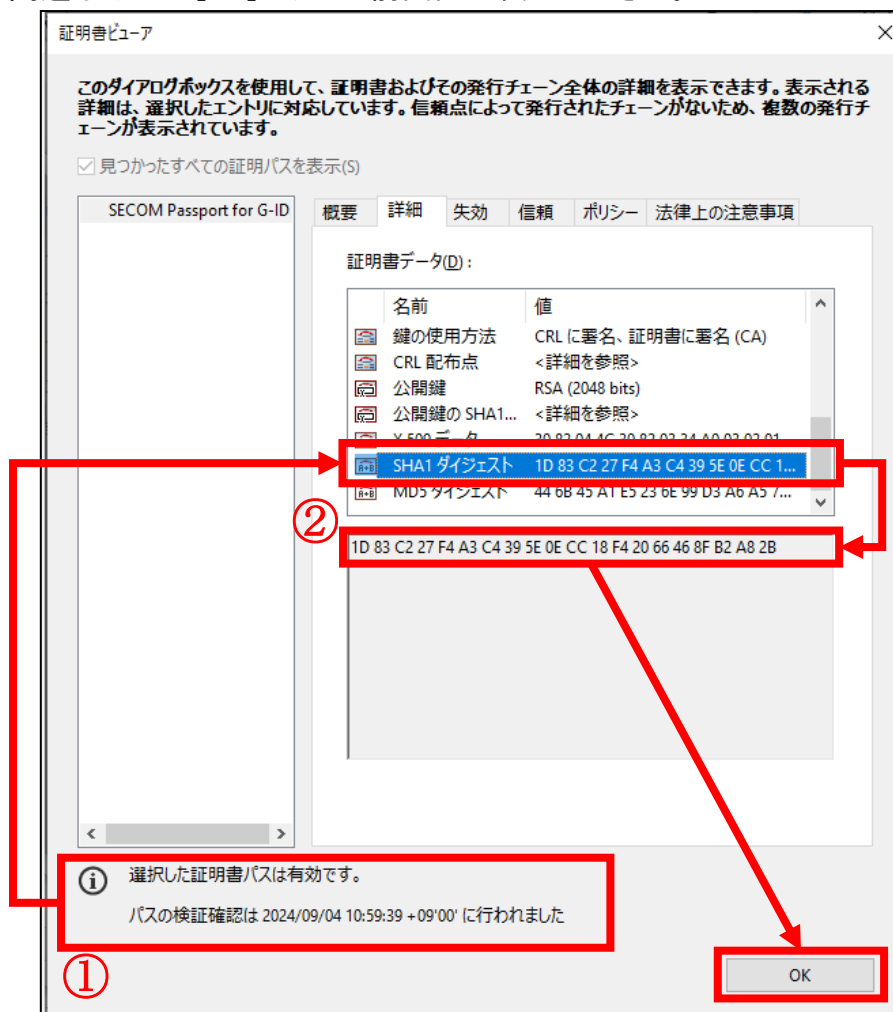 証明書ビューア
このダイアログボックスを使用して、証明書およびその発行チェーン全体の詳細を表示できます。表示される
詳細は、選択したエントリに対応しています。信頼点によって発行されたチェーンがないため、複数の発行チ
ェーンが表示されています。
見つかったすべての証明パスを表示(S)
SECOM Passport for G-ID
概要 詳細 失効 信頼 ポリシー 法律上の注意事項
証明書データ(D) :
名前 値
鍵の使用方法 CRL に署名、証明書に署名 (CA)
CRL 配布点 <詳細を参照>
公開鍵 RSA (2048 bits)
公開鍵の SHA1... <詳細を参照>
SHA1 ダイジェスト 1D 83 C2 27 F4 A3 C4 39 5E 0E CC 1...
MD5 ダイジェスト 44 6B 45 A1 E5 23 6E 99 D3 A6 A5 7...
②
1D 83 C2 27 F4 A3 C4 39 5E 0E CC 18 F4 20 66 46 8F B2 A8 2B
選択した証明書パスは有効です。
パスの検証確認は 2024/09/04 10:59:39 +09'00' に行われました
①
OK